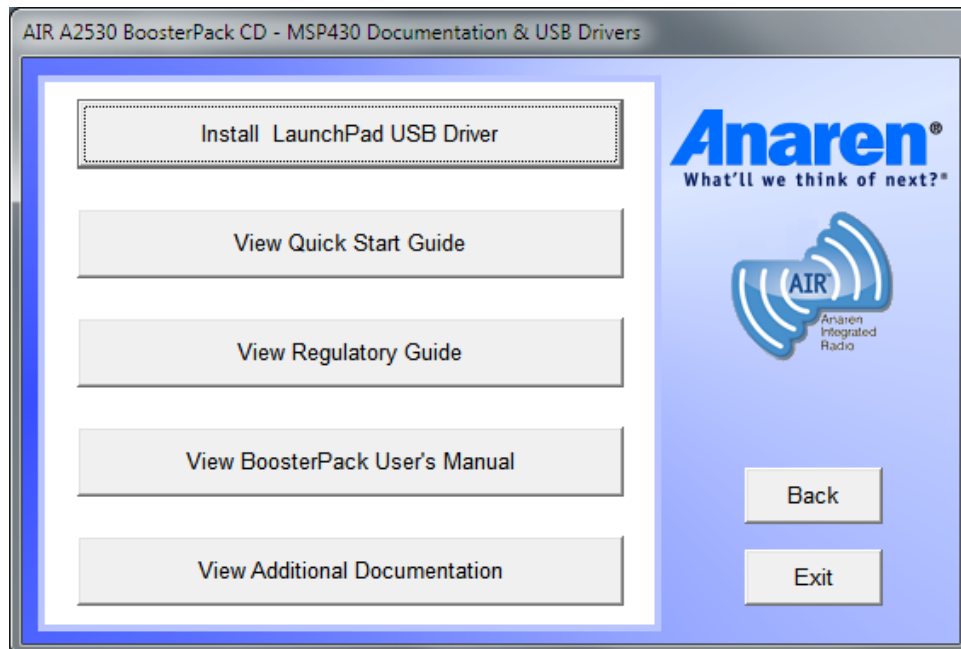 AIR A2530 BoosterPack CD - MSP430 Documentation & USB Drivers
Install LaunchPad USB Driver
View Quick Start Guide
View Regulatory Guide
View BoosterPack User's Manual
View Additional Documentation
Anaren®
What'll we think of next?®
AIR™
Anaren
Integrated
Radio
Back
Exit